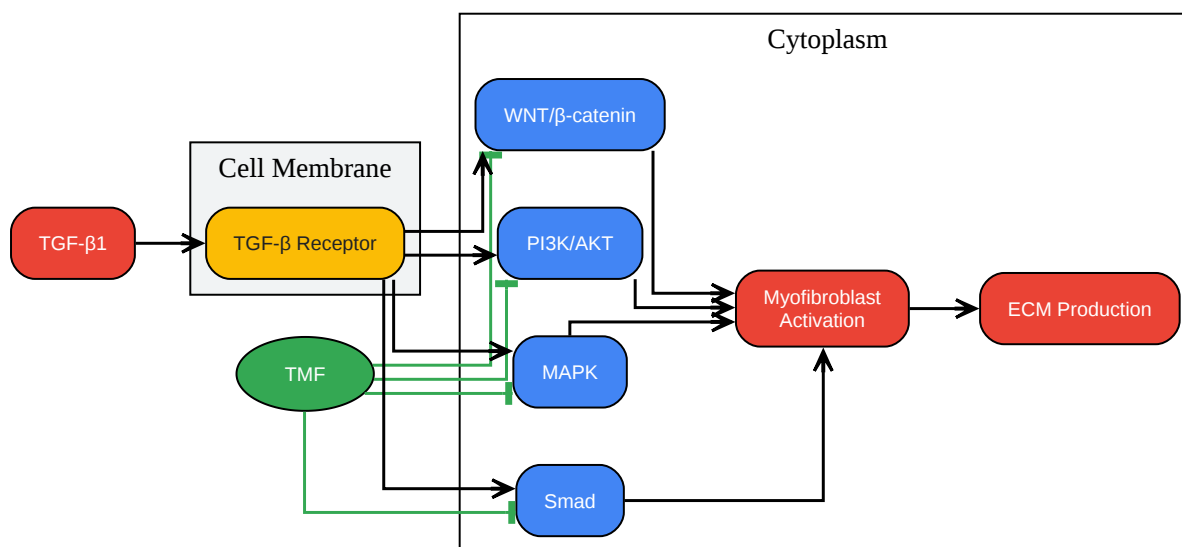 Cytoplasm
WNT/β-catenin
Cell Membrane
TGF-β1
TGF-β Receptor
PI3K/AKT
Myofibroblast
Activation
ECM Production
TMF
MAPK
Smad